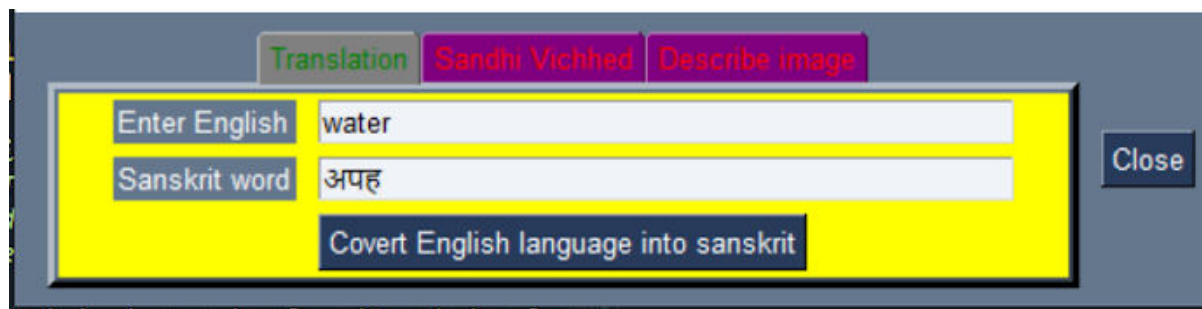 Translation Sandhi Vichhed Describe image
Enter English water
Sanskrit word अपह
Close
Covert English language into sanskrit